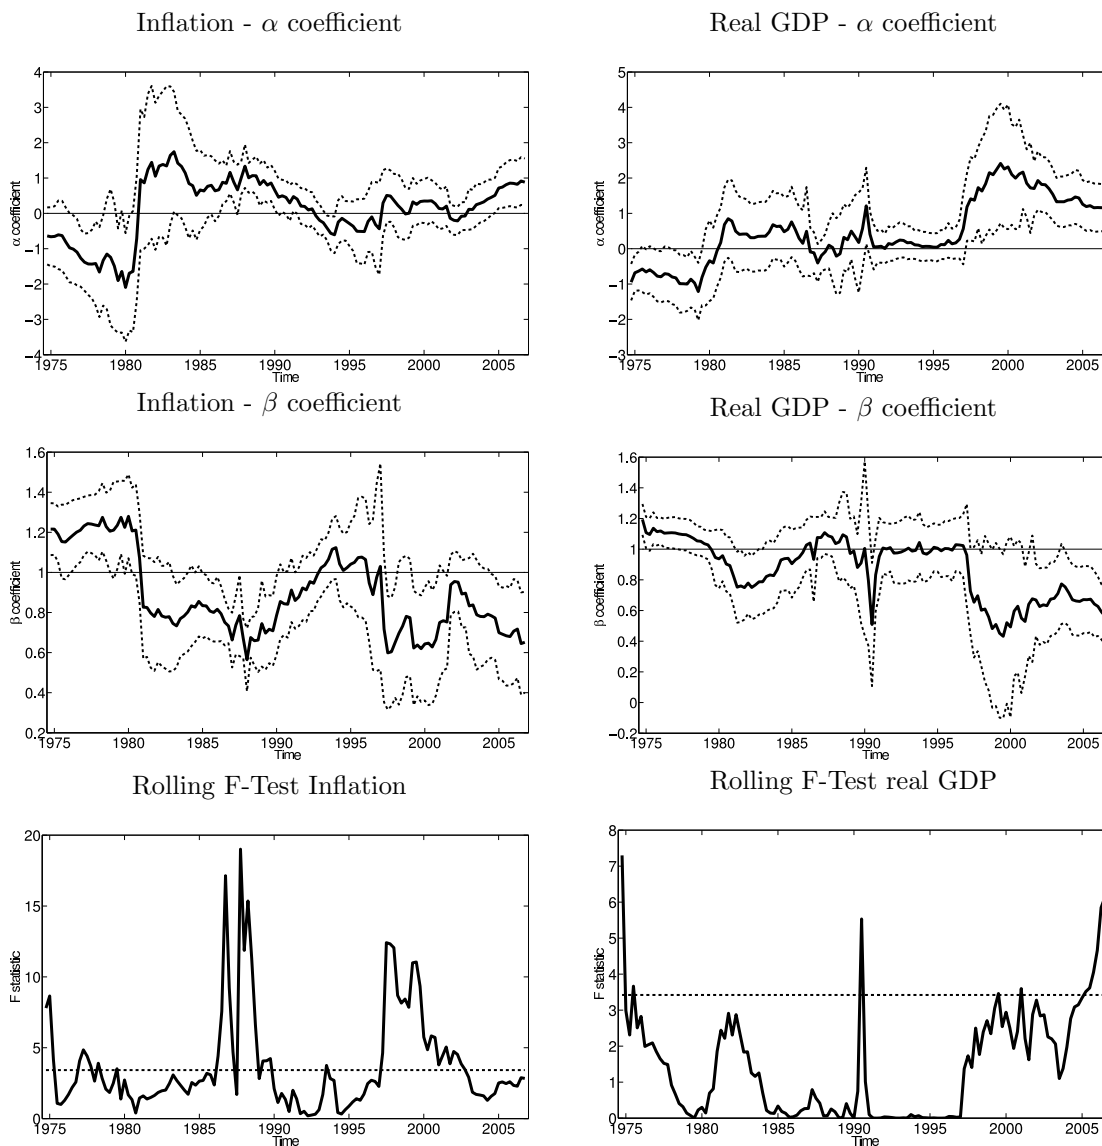 Inflation - α coefficient
4
3
2
1
0
−1
−2
−3
−4
α coefficient
1975 1980 1985 1990 1995 2000 2005
Time
Real GDP - α coefficient
5
4
3
2
1
0
−1
−2
−3
α coefficient
1975 1980 1985 1990 1995 2000 2005
Time
Inflation - β coefficient
1.6
1.4
1.2
1
0.8
0.6
0.4
0.2
β coefficient
1975 1980 1985 1990 1995 2000 2005
Time
Real GDP - β coefficient
1.6
1.4
1.2
1
0.8
0.6
0.4
0.2
0
−0.2
β coefficient
1975 1980 1985 1990 1995 2000 2005
Time
Rolling F-Test Inflation
20
15
10
5
0
F statistic
1975 1980 1985 1990 1995 2000 2005
Time
Rolling F-Test real GDP
8
7
6
5
4
3
2
1
0
F statistic
1975 1980 1985 1990 1995 2000 2005
Time